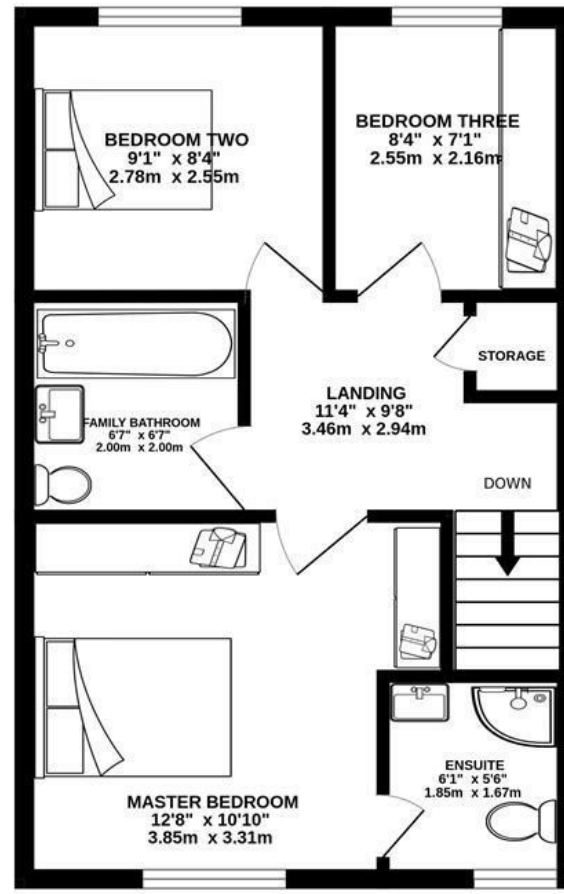 BEDROOM TWO
9'1" x 8'4"
2.78m x 2.55m
BEDROOM THREE
8'4" x 7'1"
2.55m x 2.16m
STORAGE
LANDING
11'4" x 9'8"
3.46m x 2.94m
FAMILY BATHROOM
6'7" x 6'7"
2.00m x 2.00m
DOWN
MASTER BEDROOM
12'8" x 10'10"
3.85m x 3.31m
ENSUITE
6'1" x 5'6"
1.85m x 1.67m